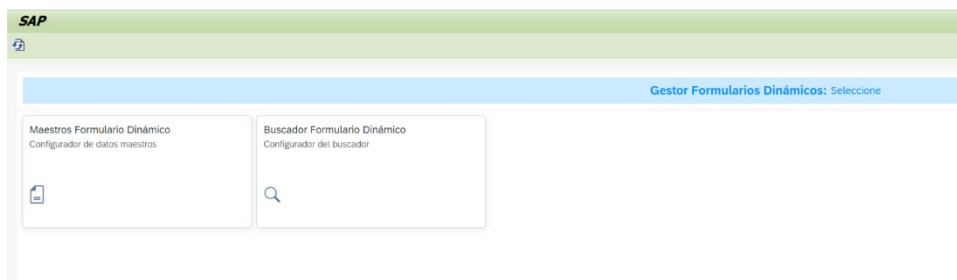 SAP
Gestor Formularios Dinámicos: Seleccione
Maestros Formulario Dinámico
Configurador de datos maestros
Buscador Formulario Dinámico
Configurador del buscador